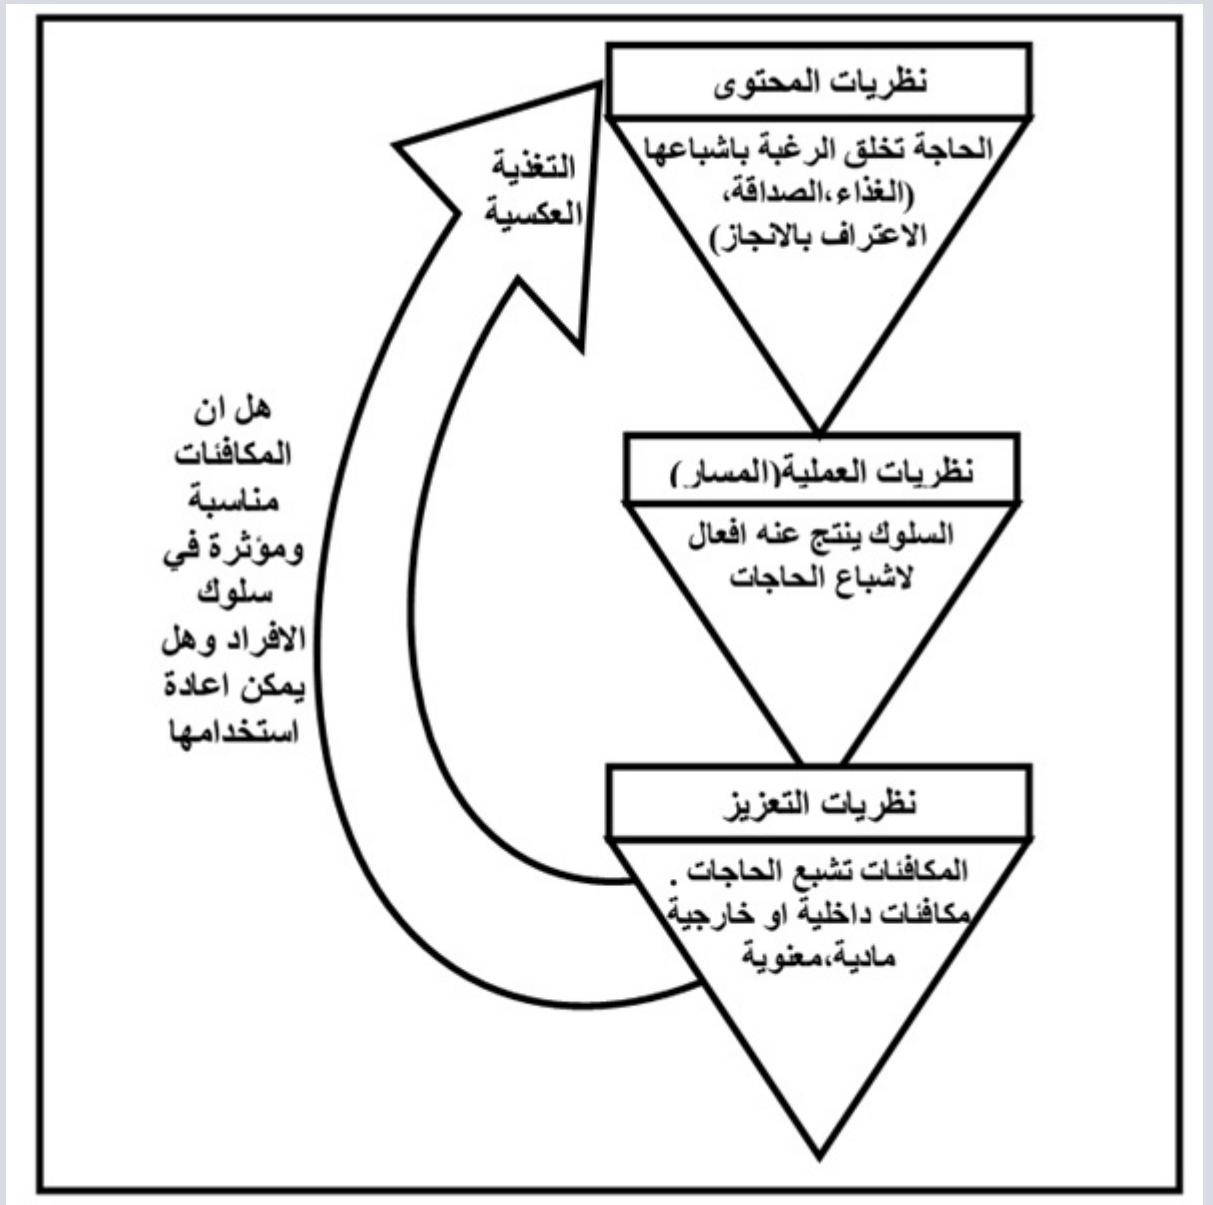 نظريات المحتوى
الحاجة تخلق الرغبة باشباعها
(الغذاء،الصداقة،
الاعتراف بالانجاز)
نظريات العملية(المسار)
السلوك ينتج عنه افعال
لاشباع الحاجات
نظريات التعزيز
المكافئات تشبع الحاجات .
مكافئات داخلية او خارجية
مادية،معنوية
التغذية
العكسية
هل ان
المكافئات
مناسبة
ومؤثرة في
سلوك
الافراد وهل
يمكن اعادة
استخدامها